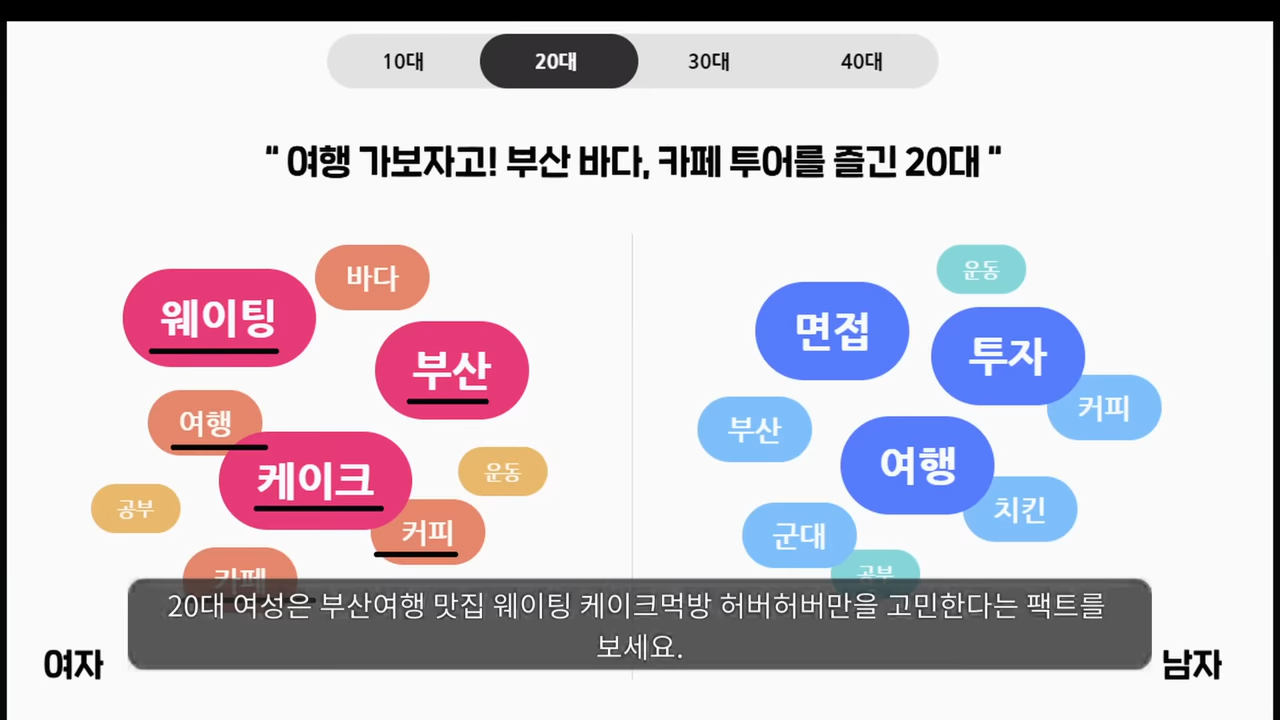 10대 20대 30대 40대
" 여행 가보자고! 부산 바다, 카페 투어를 즐긴 20대 "
바다
웨이팅
부산
여행
케이크
운동
공부
커피
카페
운동
면접
투자
커피
부산
여행
치킨
군대
공부
20대 여성은 부산여행 맛집 웨이팅 케이크먹방 허버허버만을 고민한다는 팩트를
보세요.
여자
남자